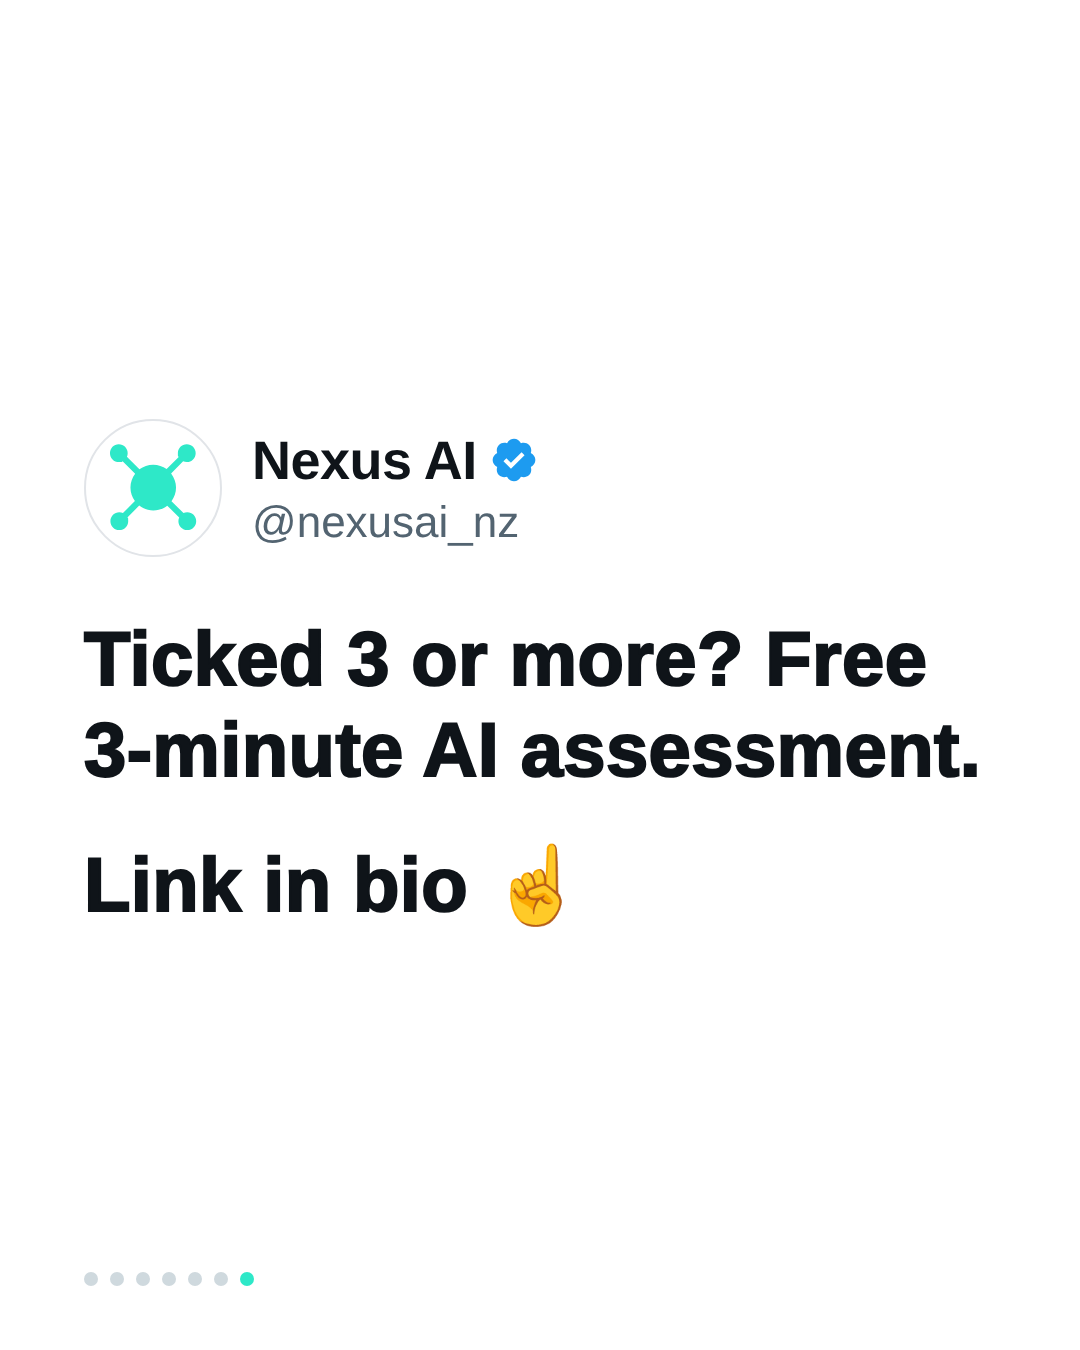 Nexus AI
@nexusai_nz
Ticked 3 or more? Free
3-minute AI assessment.
Link in bio ☝️